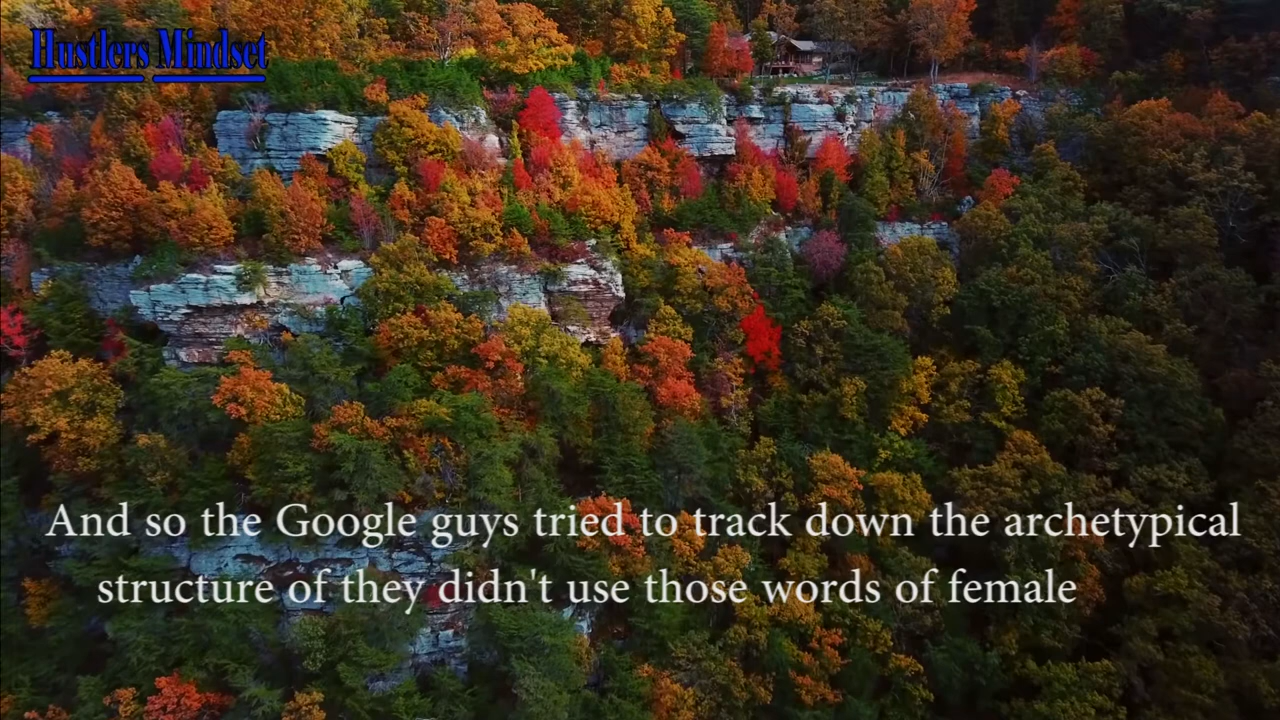 Hustlers Mindset
And so the Google guys tried to track down the archetypical
structure of they didn't use those words of female